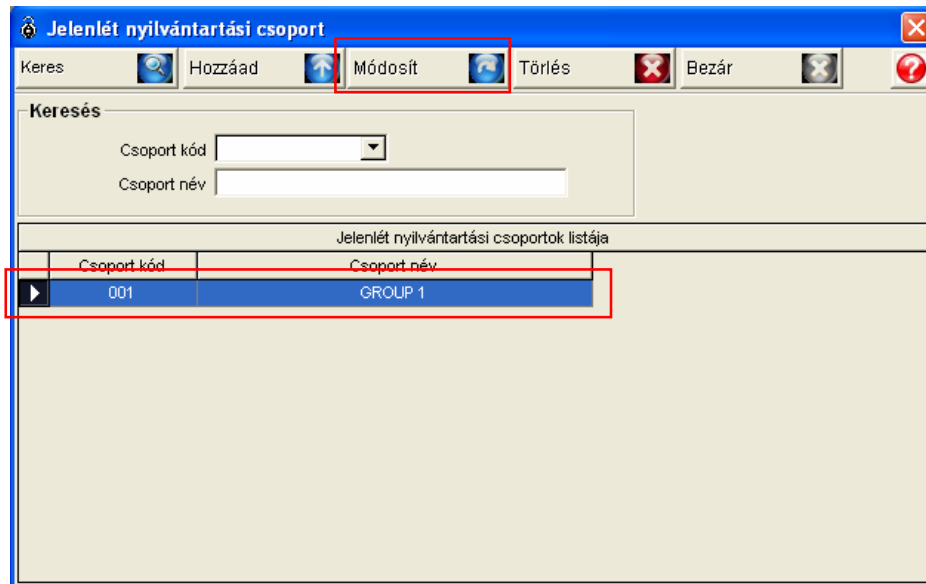 Jelenlét nyilvántartási csoport
Keres Hozzáad Módosít Törlés Bezár ?
Keresés
Csoport kód
Csoport név
Jelenlét nyilvántartási csoportok listája
Csoport kód Csoport név
001 GROUP 1